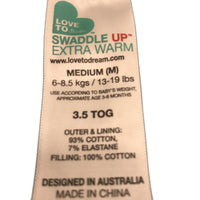 LOVE
TO
SWADDLE UP™
EXTRA WARM
www.lovetodream.com
MEDIUM (M)
6-8.5 kgs / 13-19 lbs
USE ACCORDING TO BABY'S WEIGHT,
APPROXIMATE AGE 3-6 MONTHS
3.5 TOG
OUTER & LINING:
93% COTTON,
7% ELASTANE
FILLING: 100% COTTON
DESIGNED IN AUSTRALIA
MADE IN CHINA